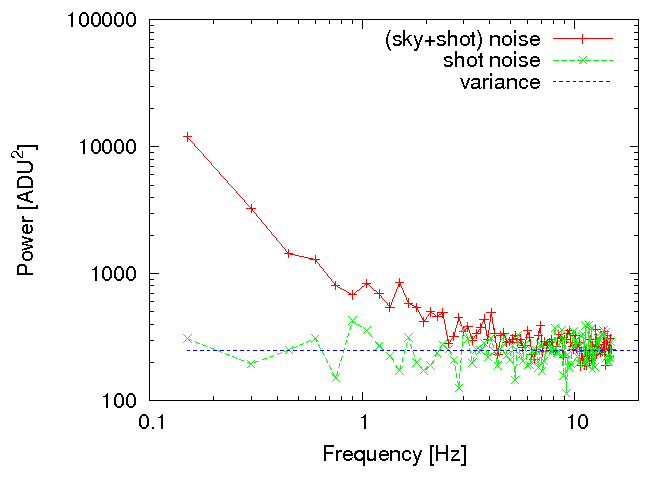 100000
(sky+shot) noise
shot noise
variance
10000
Power [ADU²]
1000
100
0.1
1
10
Frequency [Hz]